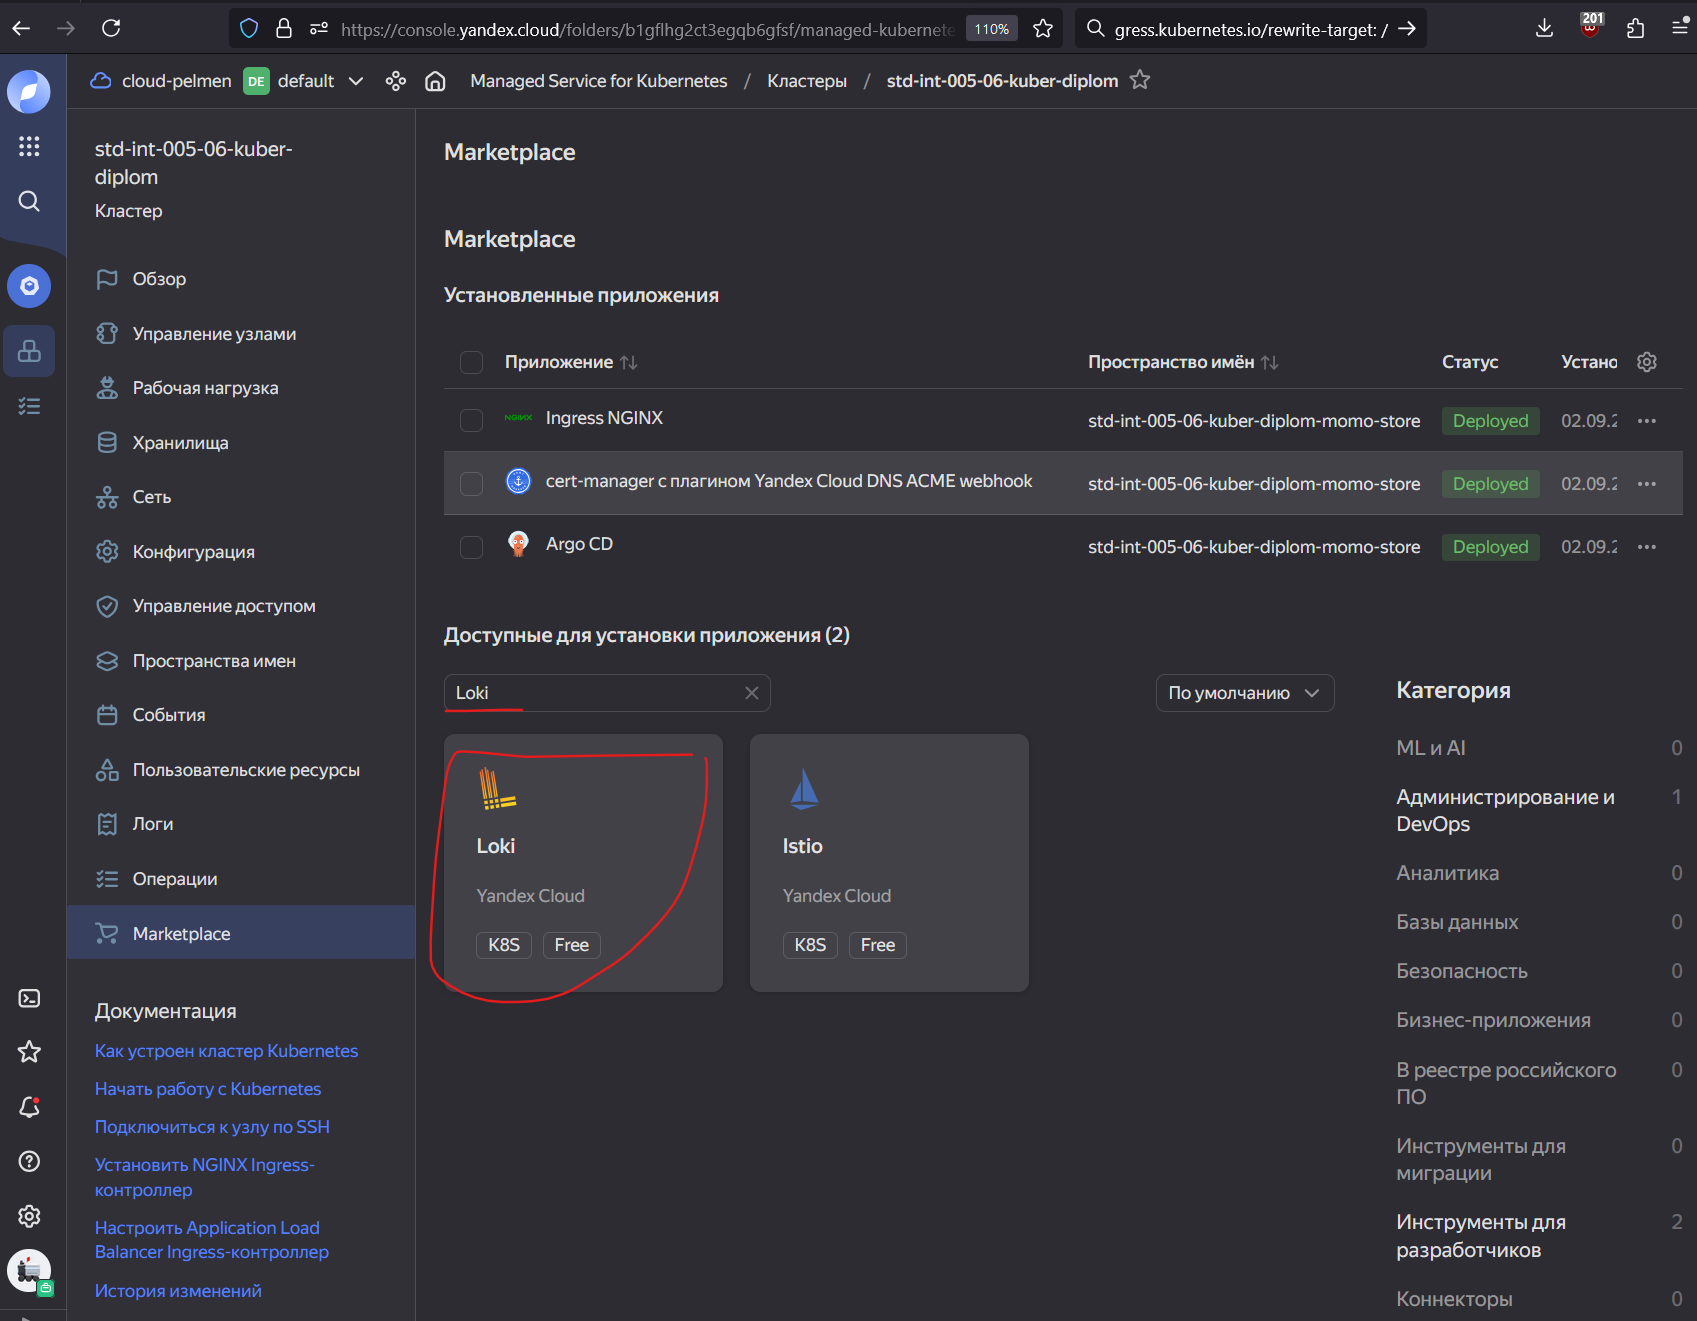 https://console.yandex.cloud/folders/b1gflhg2ct3egqb6gfsf/managed-kubernete
110%
gress.kubernetes.io/rewrite-target: /
201
cloud-pelmen
DE
default
Managed Service for Kubernetes / Кластеры / std-int-005-06-kuber-diplom
std-int-005-06-kuber-
diplom
Кластер
Обзор
Управление узлами
Рабочая нагрузка
Хранилища
Сеть
Конфигурация
Управление доступом
Пространства имен
События
Пользовательские ресурсы
Логи
Операции
Marketplace
Документация
Как устроен кластер Kubernetes
Начать работу с Kubernetes
Подключиться к узлу по SSH
Установить NGINX Ingress-
контроллер
Настроить Application Load
Balancer Ingress-контроллер
История изменений
Marketplace
Marketplace
Установленные приложения
Приложение Пространство имён Статус Устано
NGINX Ingress NGINX std-int-005-06-kuber-diplom-momo-store Deployed 02.09.2
cert-manager с плагином Yandex Cloud DNS ACME webhook std-int-005-06-kuber-diplom-momo-store Deployed 02.09.2
Argo CD std-int-005-06-kuber-diplom-momo-store Deployed 02.09.2
Доступные для установки приложения (2)
Loki
По умолчанию
Loki
Yandex Cloud
K8S Free
Istio
Yandex Cloud
K8S Free
Категория
ML и AI 0
Администрирование и 1
DevOps
Аналитика 0
Базы данных 0
Безопасность 0
Бизнес-приложения 0
В реестре российского 0
ПО
Инструменты для 0
миграции
Инструменты для 2
разработчиков
Коннекторы 0